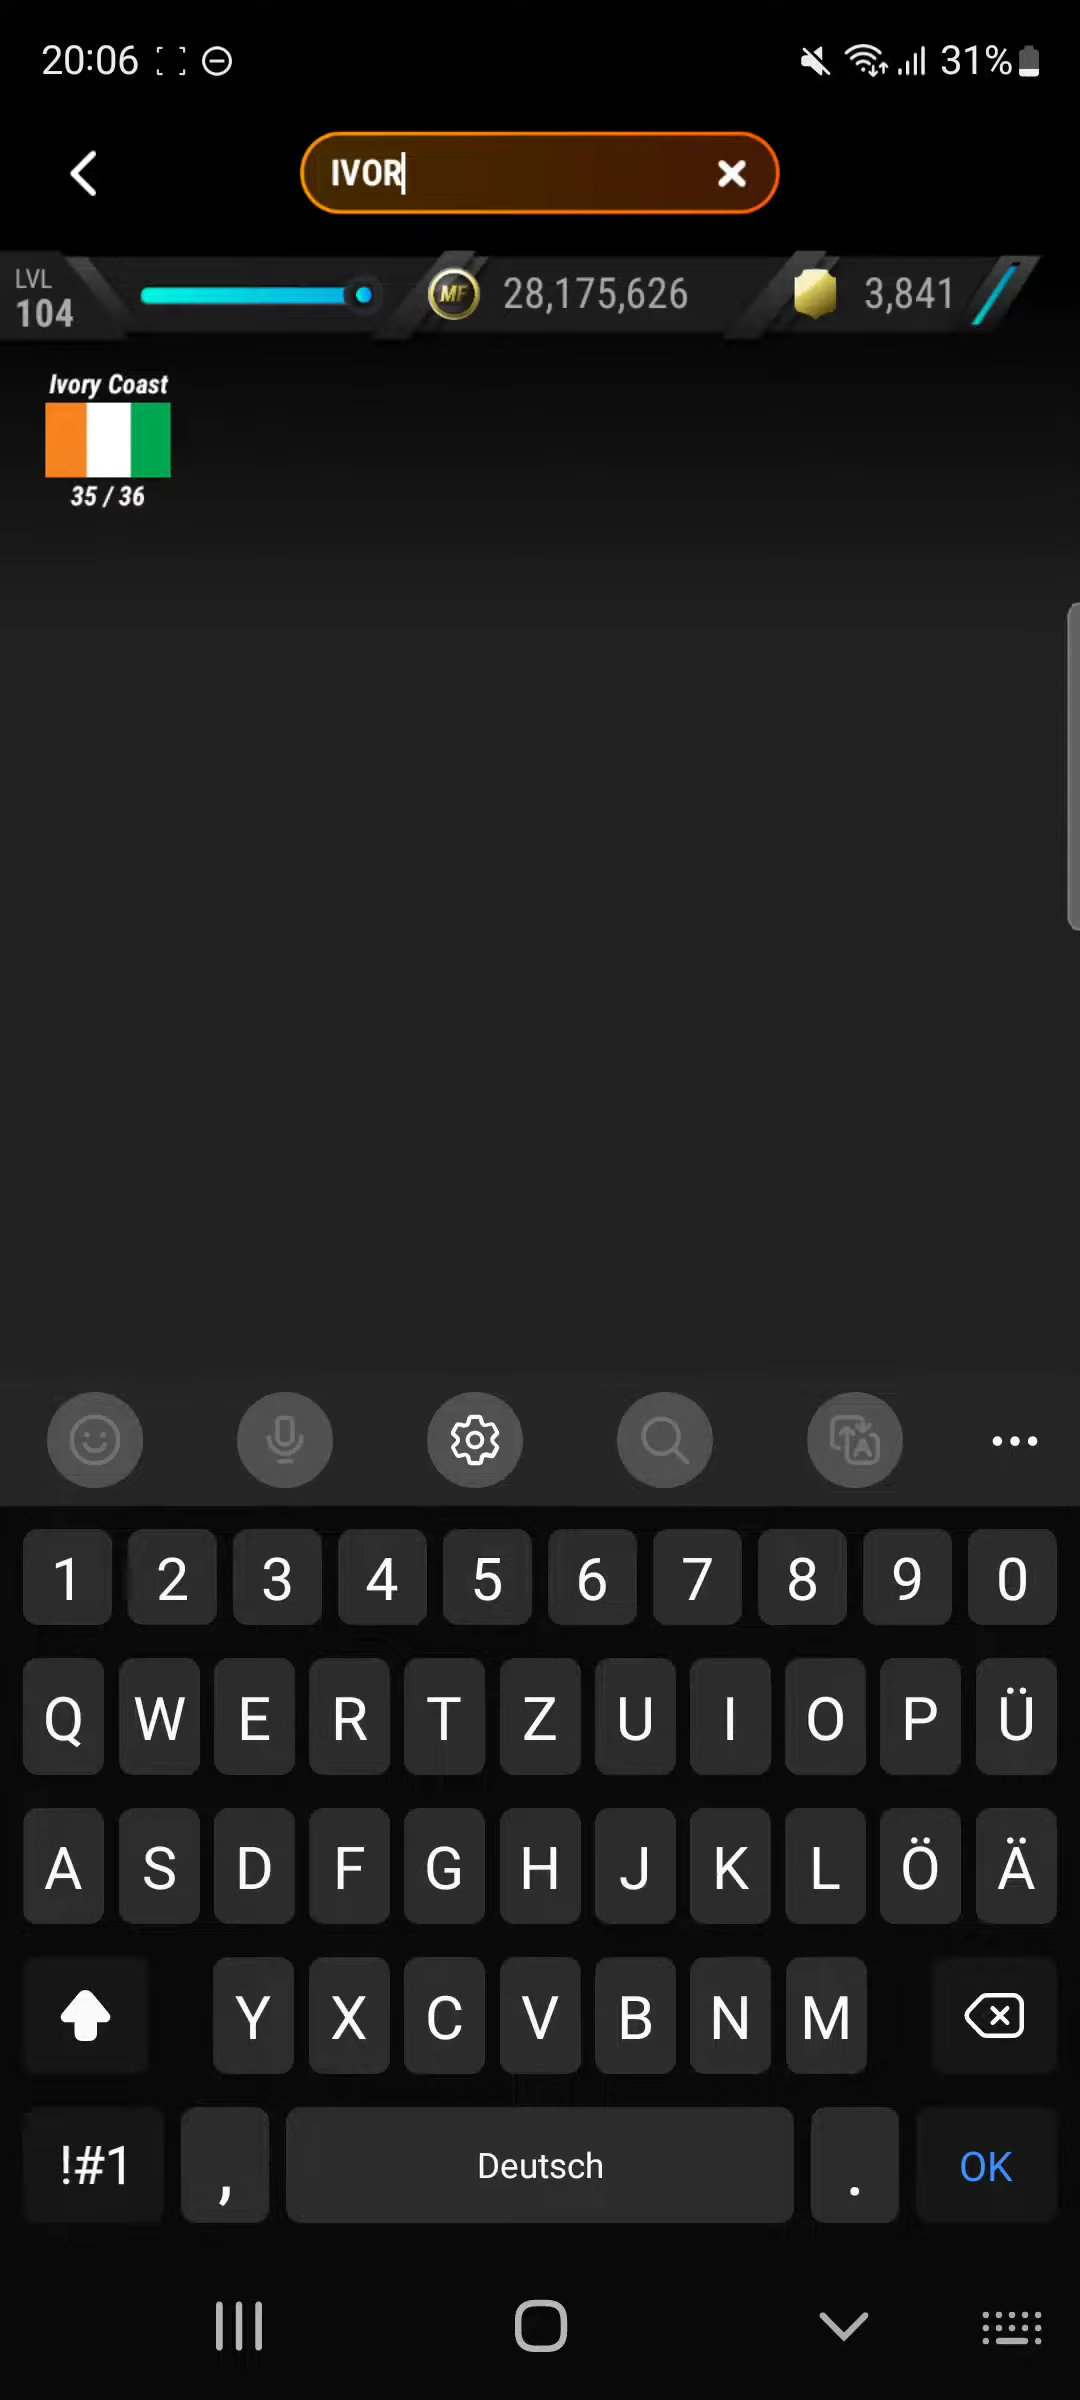 20:06
31%
IVOR
LVL
104
MF
28,175,626
3,841
Ivory Coast
35 / 36
A
1 2 3 4 5 6 7 8 9 0
Q W E R T Z U I O P Ü
A S D F G H J K L Ö Ä
Y X C V B N M
!#1 , Deutsch . OK